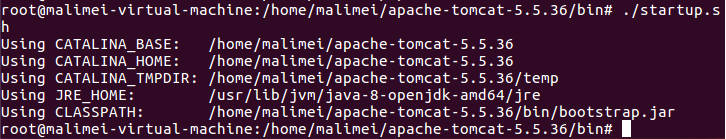 root@malimei-virtual-machine:/home/malimei/apache-tomcat-5.5.36/bin# ./startup.s
h
Using CATALINA_BASE:   /home/malimei/apache-tomcat-5.5.36
Using CATALINA_HOME:   /home/malimei/apache-tomcat-5.5.36
Using CATALINA_TMPDIR: /home/malimei/apache-tomcat-5.5.36/temp
Using JRE_HOME:        /usr/lib/jvm/java-8-openjdk-amd64/jre
Using CLASSPATH:       /home/malimei/apache-tomcat-5.5.36/bin/bootstrap.jar
root@malimei-virtual-machine:/home/malimei/apache-tomcat-5.5.36/bin#